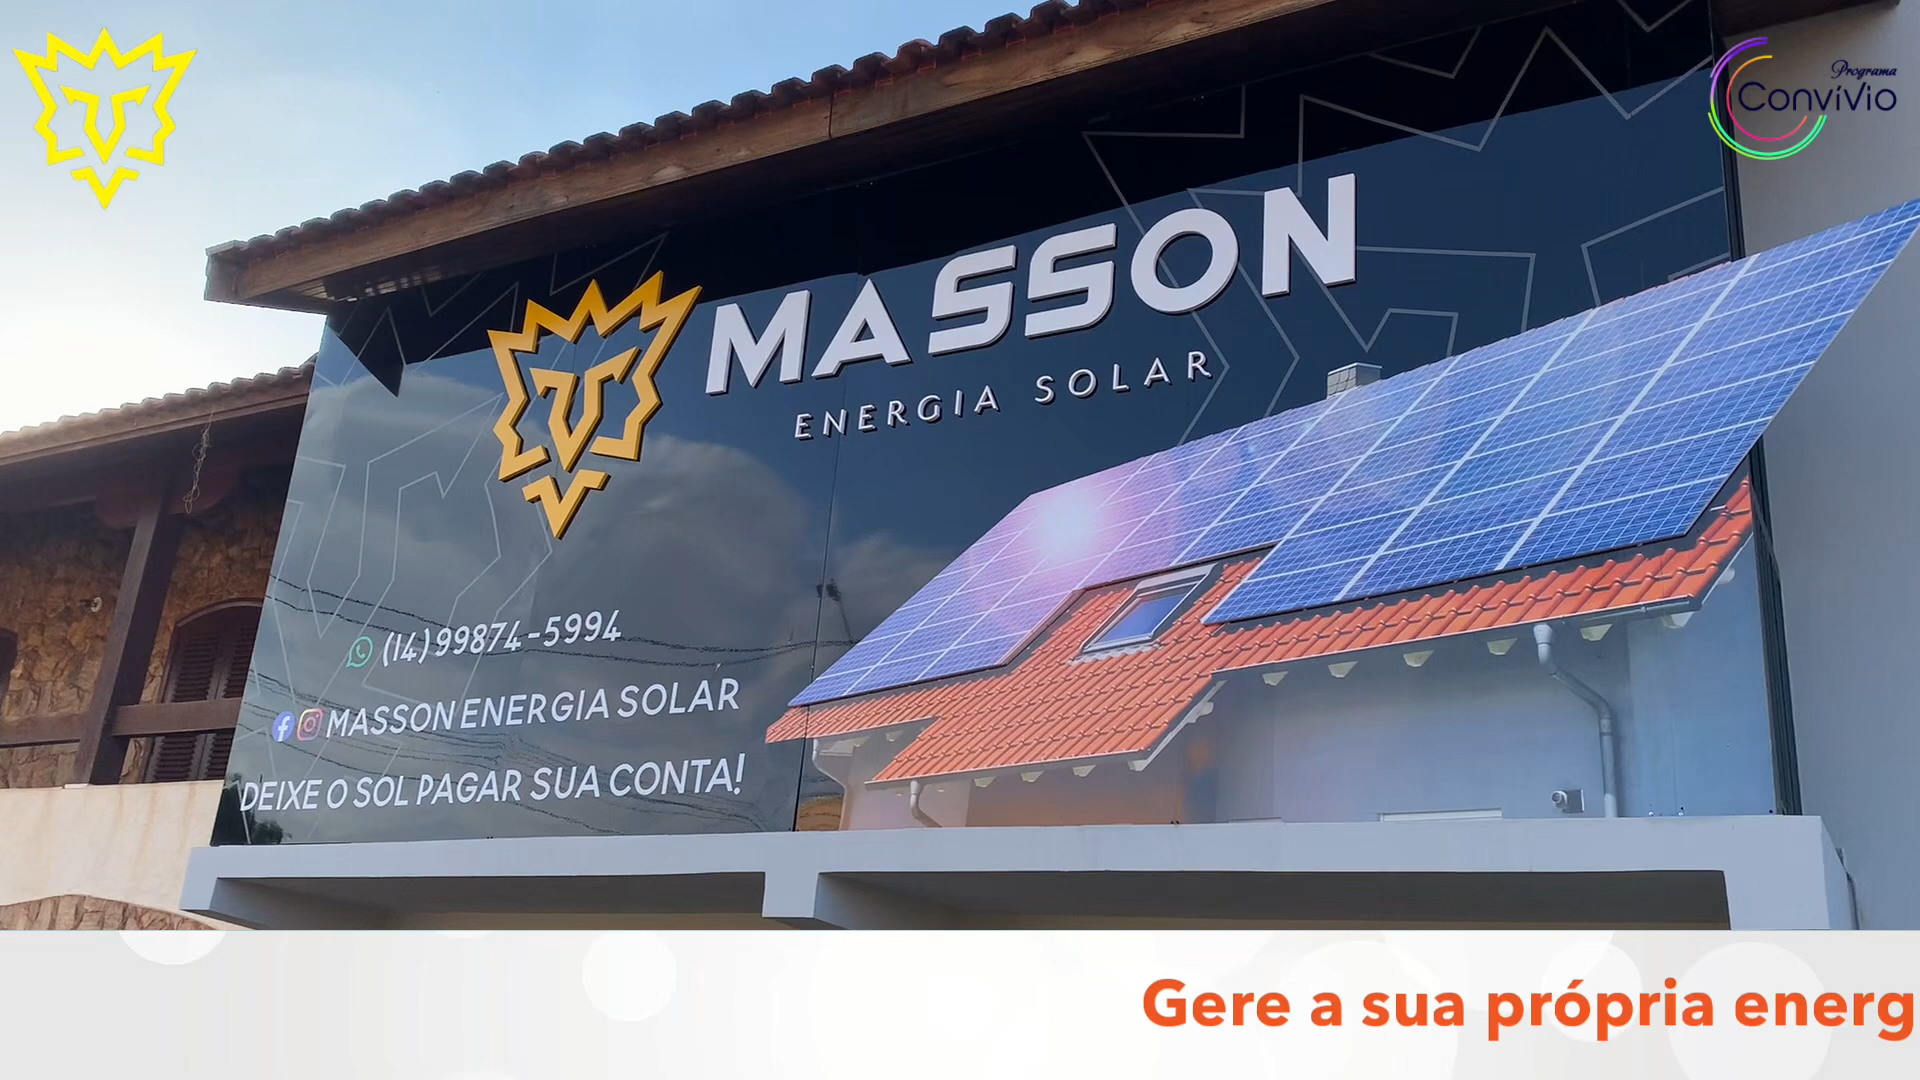 Programa
ConvíVio
MASSON
ENERGIA SOLAR
(14) 99874-5994
MASSON ENERGIA SOLAR
DEIXE O SOL PAGAR SUA CONTA!
Gere a sua própria energ